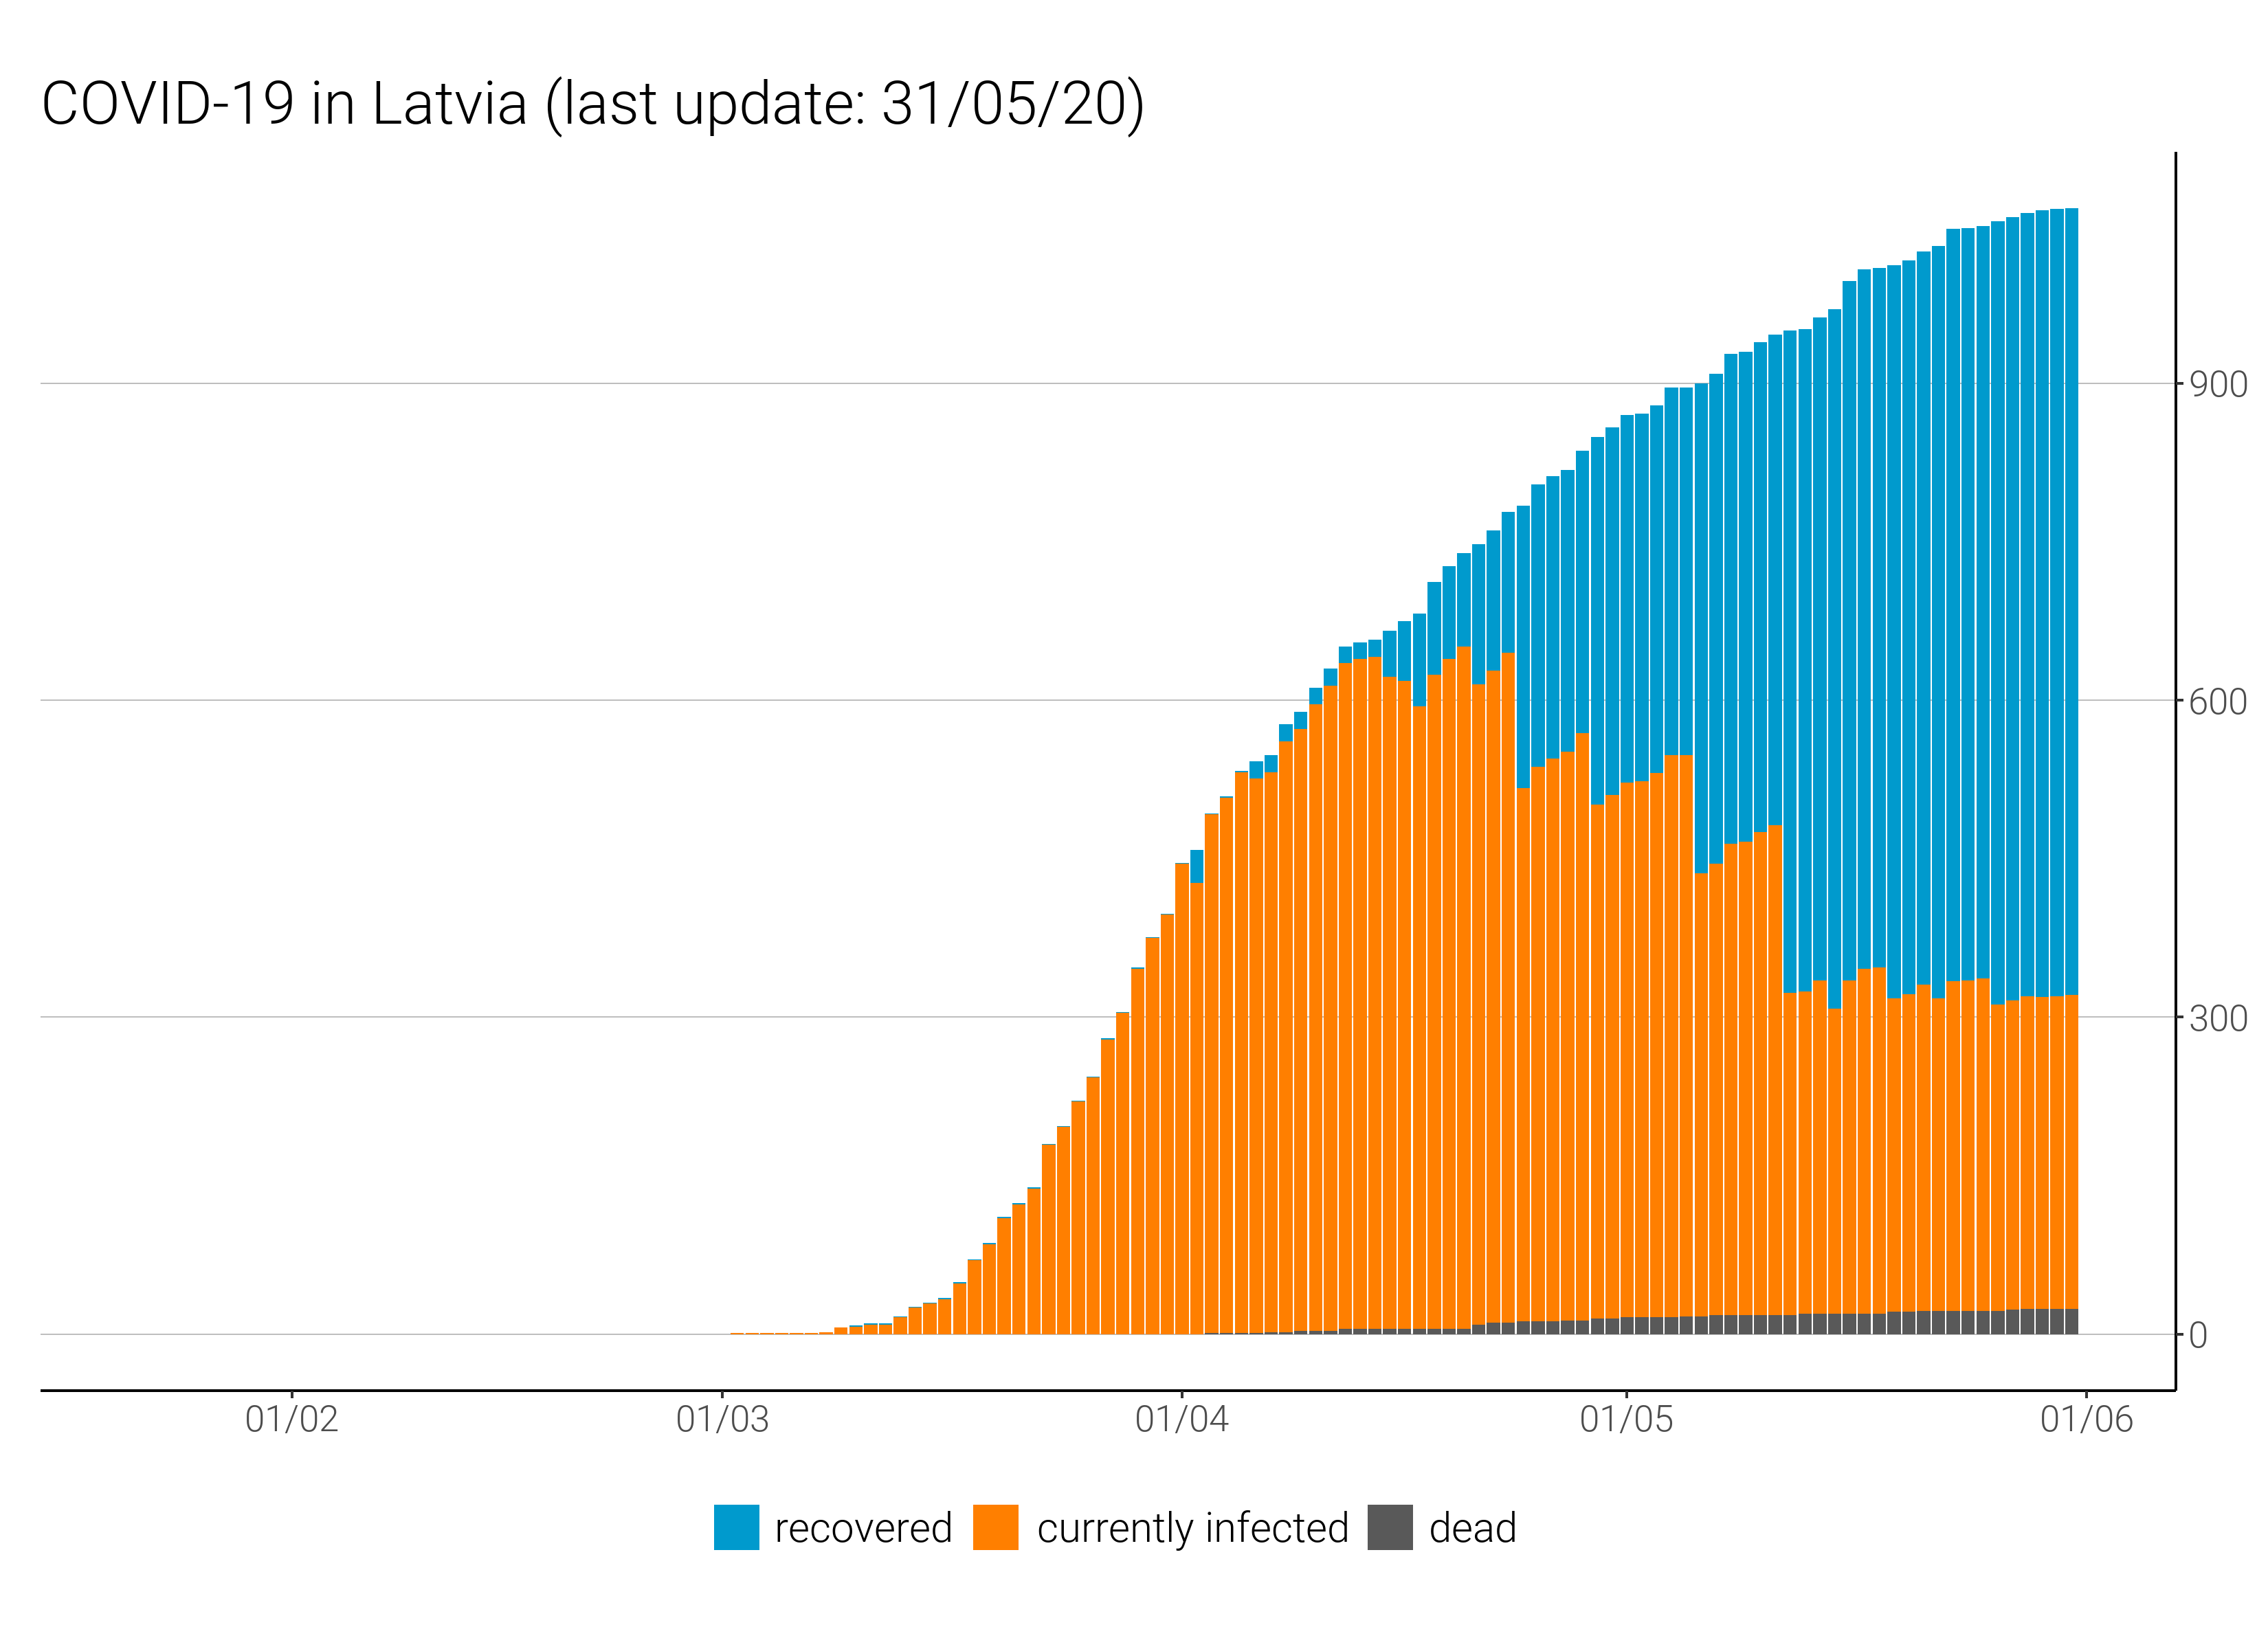 COVID-19 in Latvia (last update: 31/05/20)
900
600
300
0
01/02 01/03 01/04 01/05 01/06
recovered currently infected dead